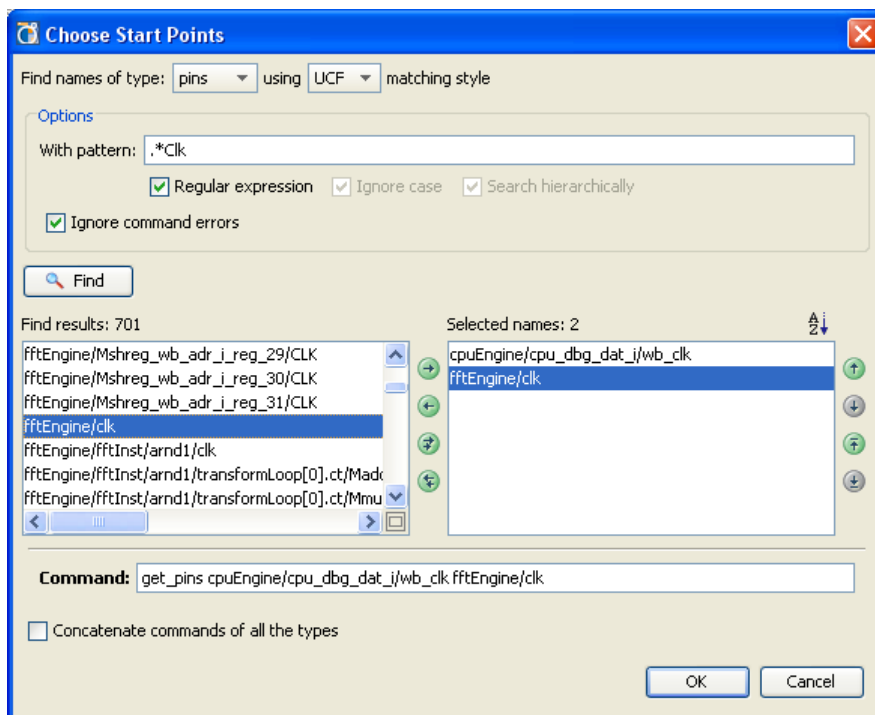 Choose Start Points
Find names of type: pins using UCF matching style
Options
With pattern: .*Clk
Regular expression Ignore case Search hierarchically
Ignore command errors
Find
Find results: 701
fftEngine/Mshreg_wb_adr_i_reg_29/CLK
fftEngine/Mshreg_wb_adr_i_reg_30/CLK
fftEngine/Mshreg_wb_adr_i_reg_31/CLK
fftEngine/clk
fftEngine/fftInst/arnd1/clk
fftEngine/fftInst/arnd1/transformLoop[0].ct/Madd
fftEngine/fftInst/arnd1/transformLoop[0].ct/Mmu
Selected names: 2
A
Z
cpuEngine/cpu_dbg_dat_i/wb_clk
fftEngine/clk
Command: get_pins cpuEngine/cpu_dbg_dat_i/wb_clk fftEngine/clk
Concatenate commands of all the types
OK Cancel